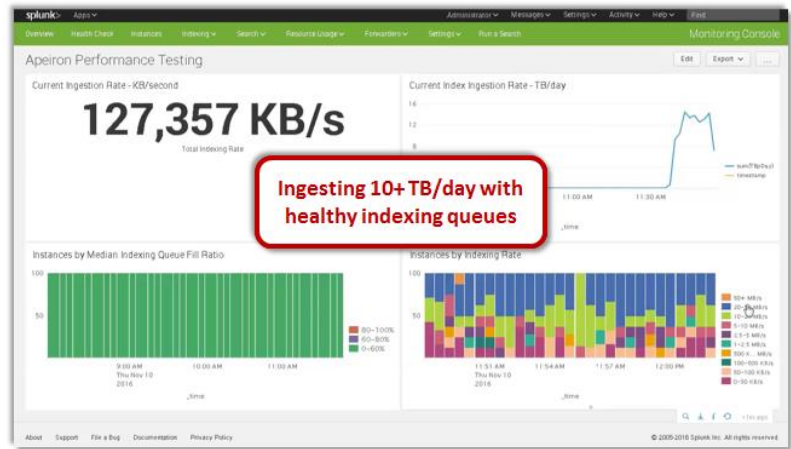 splunk> Apps Administrator Messages Settings Activity Help Find
Overview Health Check Instances Indexing Search Resource Usage Forwarders Settings Run a Search Monitoring Console
Apeiron Performance Testing Edit Export ...
Current Ingestion Rate - KB/second
127,357 KB/s
Total Indexing Rate
Current Index Ingestion Rate - TB/day
16
12
8
11:00 AM 11:30 AM
_time
sum(TBpDay)
timestamp
Ingesting 10+ TB/day with
healthy indexing queues
Instances by Median Indexing Queue Fill Ratio
100
50
9:00 AM 10:00 AM 11:00 AM
Thu Nov 10
2016
_time
80-100%
60-80%
0-60%
Instances by Indexing Rate
100
50
11:51 AM 11:54 AM 11:57 AM 12:00 PM
Thu Nov 10
2016
_time
50+ MB/s
MB/s
MB/s
5-10 MB/s
2.5-5 MB/s
1-2.5 MB/s
500 K... MB/s
100-500 KB/s
50-100 KB/s
0-50 KB/s
1m ago
About Support File a Bug Documentation Privacy Policy © 2005-2016 Splunk Inc. All rights reserved.